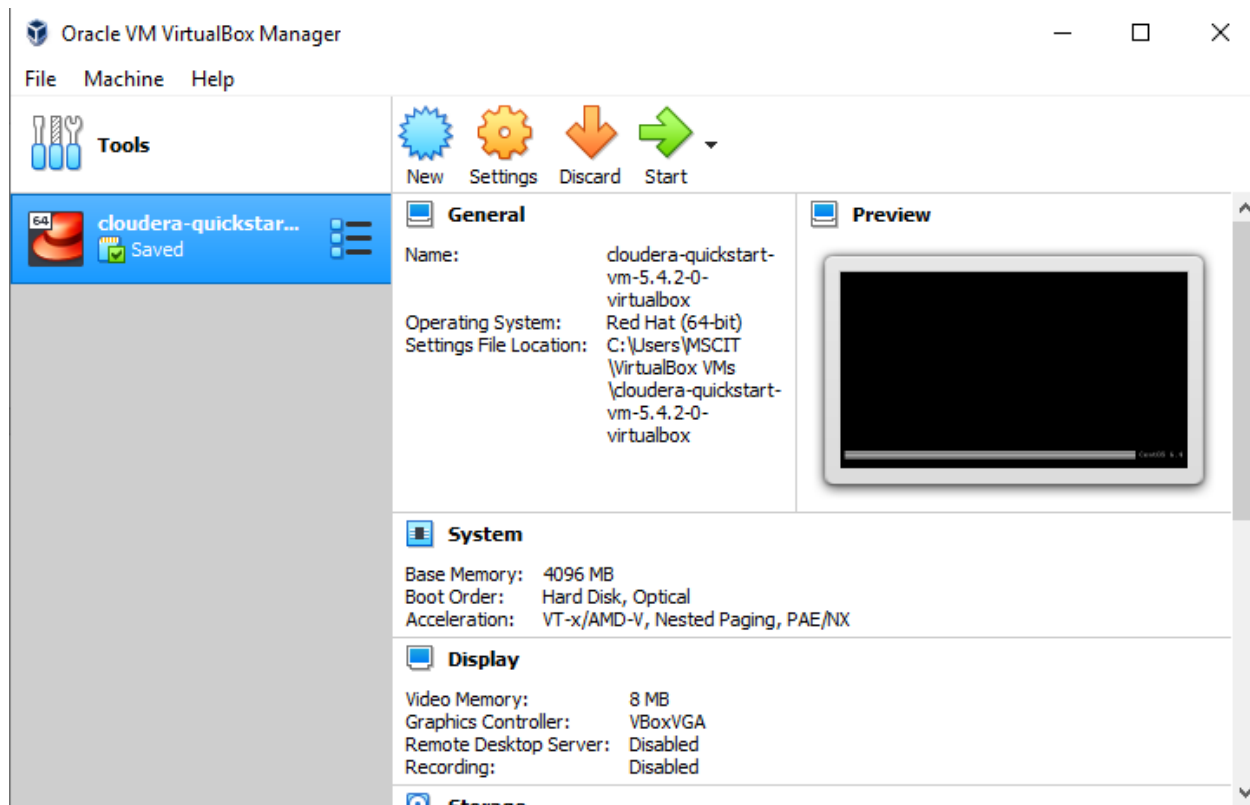 Oracle VM VirtualBox Manager
File Machine Help
Tools
New Settings Discard Start
64
cloudera-quickstar...
Saved
General
Name: cloudera-quickstart-
vm-5.4.2-0-
virtualbox
Operating System: Red Hat (64-bit)
Settings File Location: C:\Users\MSCIT
\VirtualBox VMs
\cloudera-quickstart-
vm-5.4.2-0-
virtualbox
Preview
CentOS 6.4
System
Base Memory: 4096 MB
Boot Order: Hard Disk, Optical
Acceleration: VT-x/AMD-V, Nested Paging, PAE/NX
Display
Video Memory: 8 MB
Graphics Controller: VBoxVGA
Remote Desktop Server: Disabled
Recording: Disabled
Storage